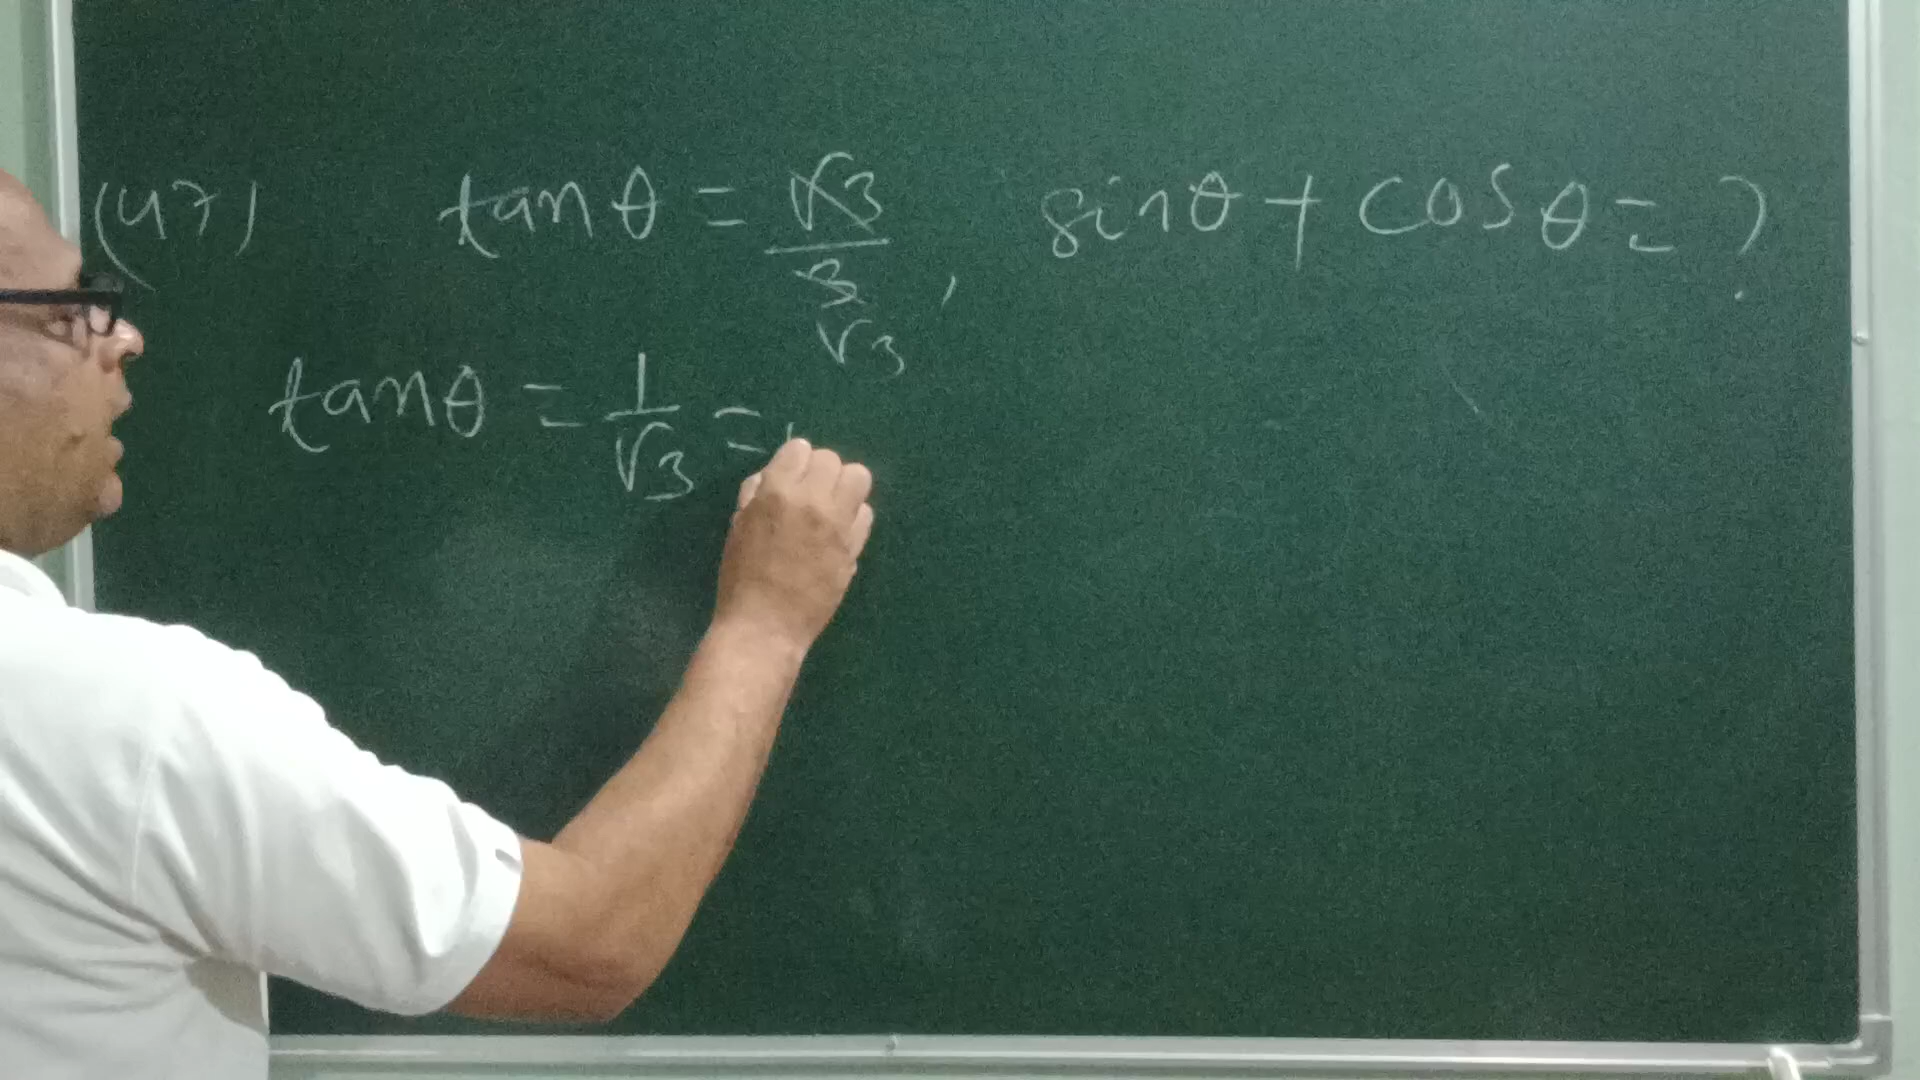 (47) tanθ = √3/3, sinθ + cosθ = ?
√3
tanθ = 1/√3 =